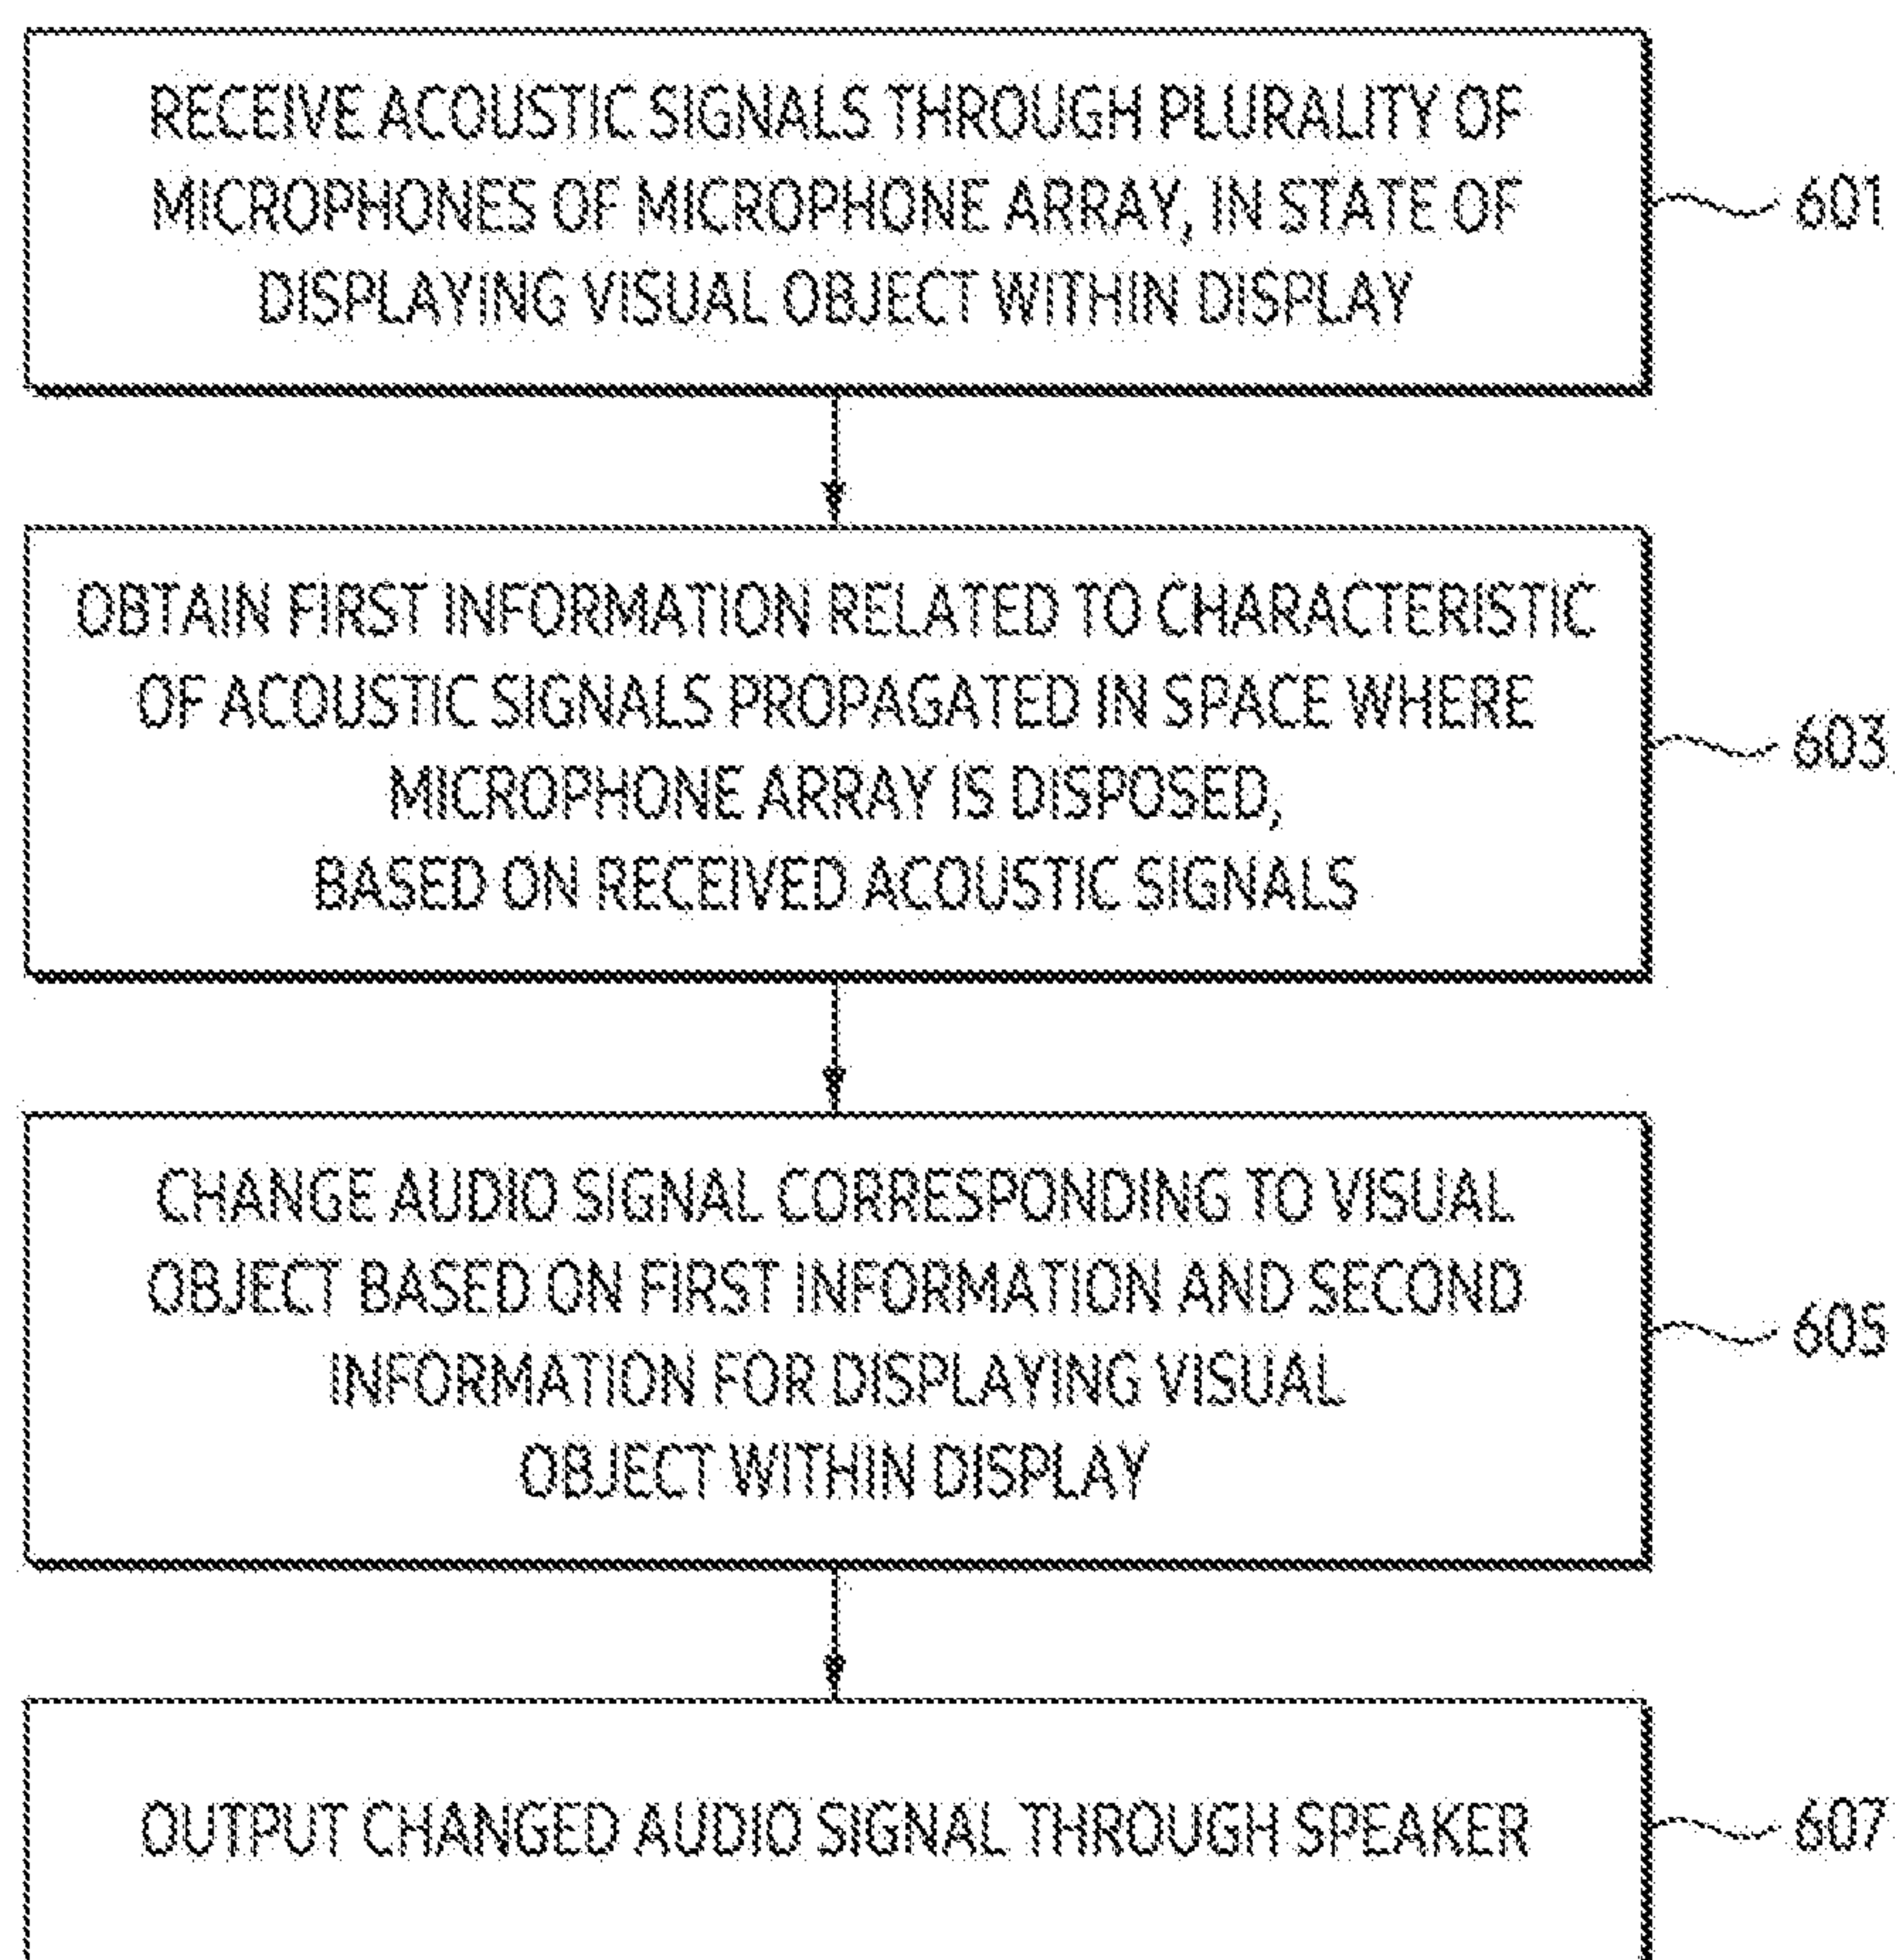 RECEIVE ACOUSTIC SIGNALS THROUGH PLURALITY OF
MICROPHONES OF MICROPHONE ARRAY, IN STATE OF
DISPLAYING VISUAL OBJECT WITHIN DISPLAY
601
OBTAIN FIRST INFORMATION RELATED TO CHARACTERISTIC
OF ACOUSTIC SIGNALS PROPAGATED IN SPACE WHERE
MICROPHONE ARRAY IS DISPOSED,
BASED ON RECEIVED ACOUSTIC SIGNALS
603
CHANGE AUDIO SIGNAL CORRESPONDING TO VISUAL
OBJECT BASED ON FIRST INFORMATION AND SECOND
INFORMATION FOR DISPLAYING VISUAL
OBJECT WITHIN DISPLAY
605
OUTPUT CHANGED AUDIO SIGNAL THROUGH SPEAKER
607